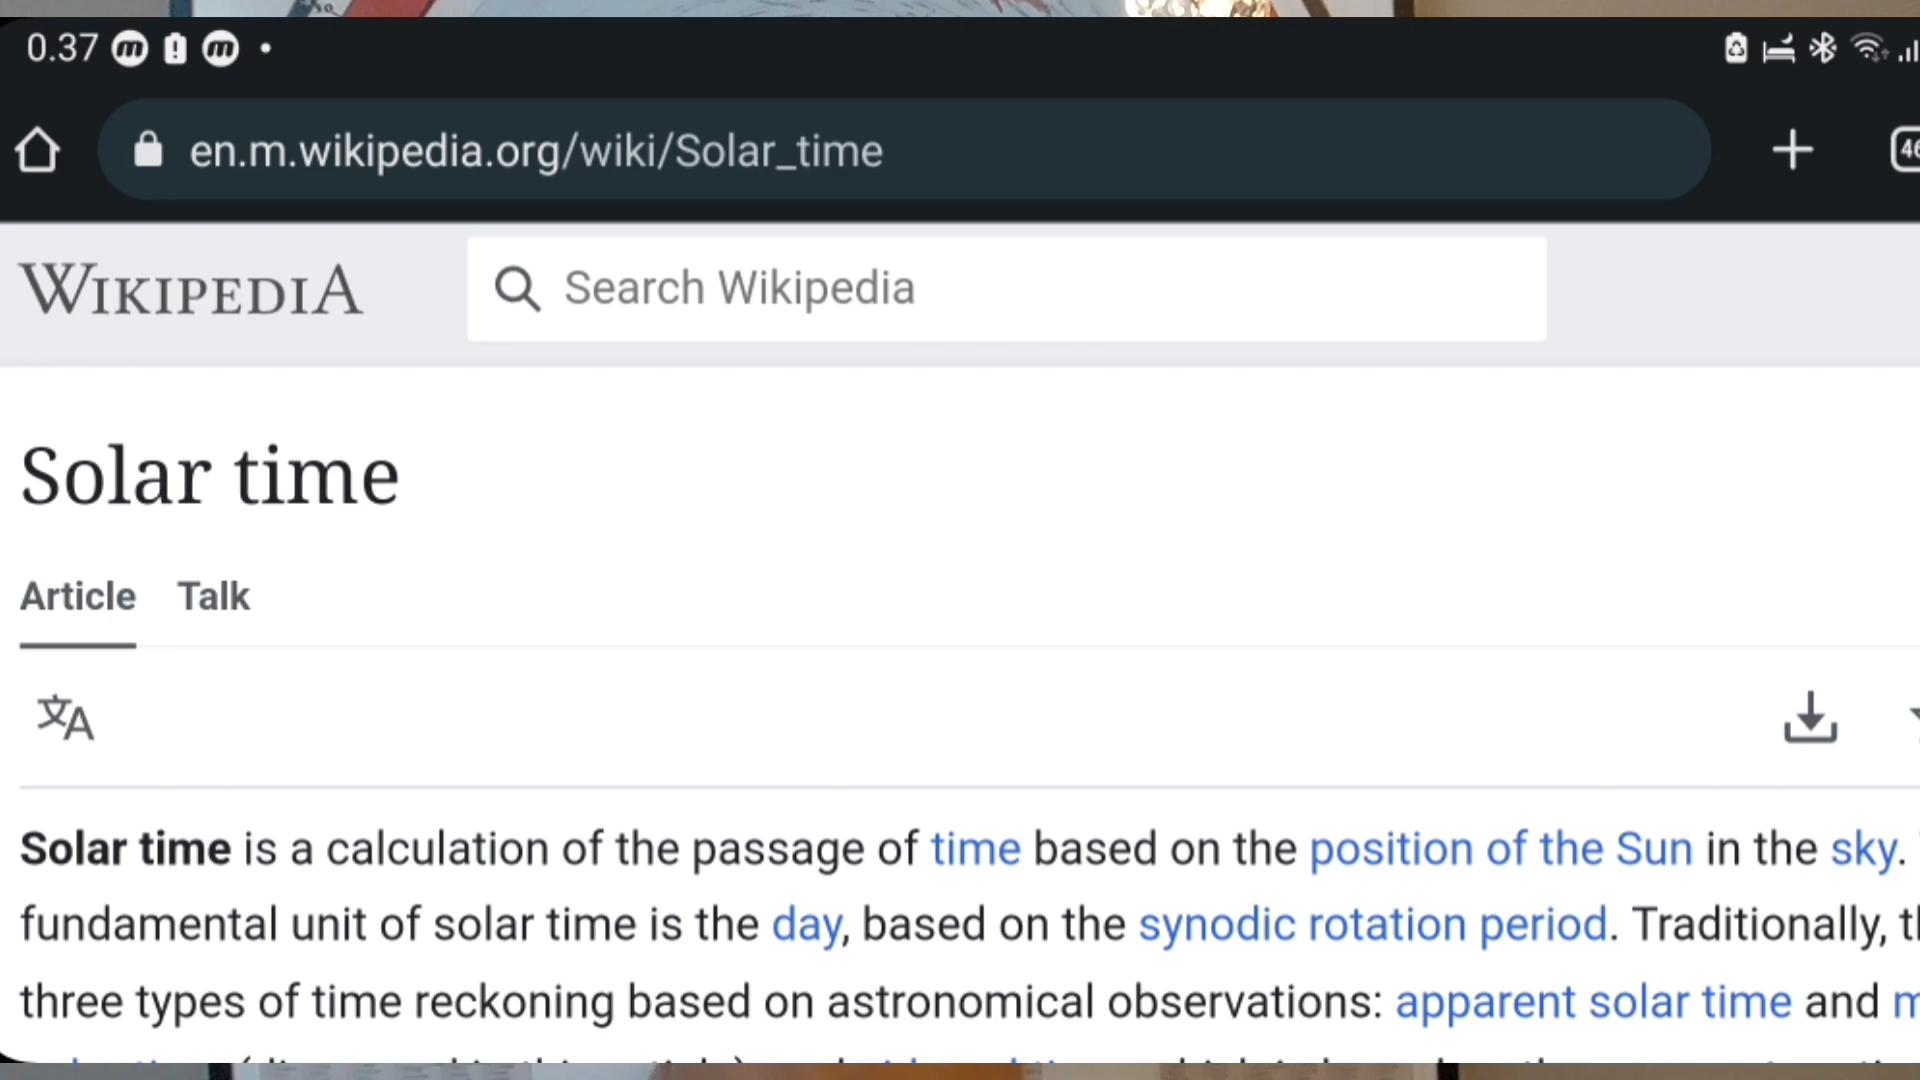 0.37
en.m.wikipedia.org/wiki/Solar_time
46
WIKIPEDIA
Search Wikipedia
Solar time
Article Talk
Solar time is a calculation of the passage of time based on the position of the Sun in the sky.
fundamental unit of solar time is the day, based on the synodic rotation period. Traditionally,
three types of time reckoning based on astronomical observations: apparent solar time and